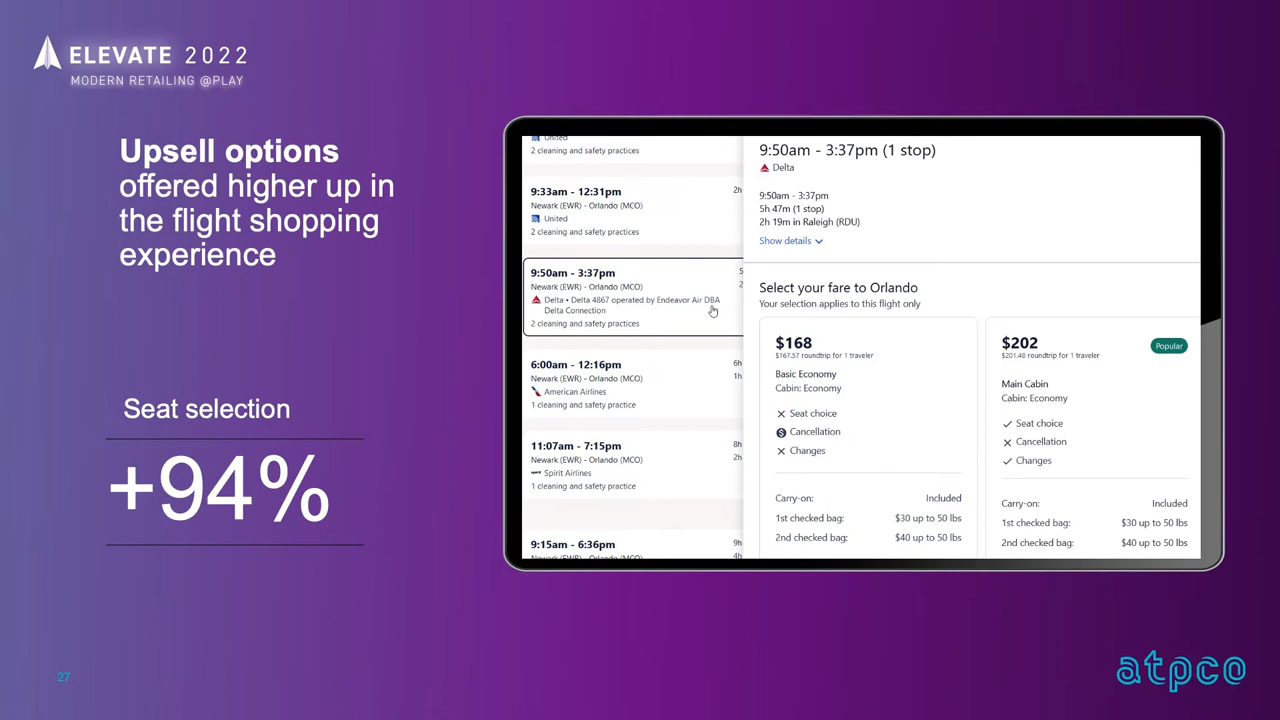 ELEVATE 2022
MODERN RETAILING @PLAY
Upsell options
offered higher up in
the flight shopping
experience
Seat selection
+94%
United
2 cleaning and safety practices
9:33am - 12:31pm
2h
Newark (EWR) - Orlando (MCO)
United
2 cleaning and safety practices
9:50am - 3:37pm
5
Newark (EWR) - Orlando (MCO)
2
Delta • Delta 4867 operated by Endeavor Air DBA
Delta Connection
2 cleaning and safety practices
6:00am - 12:16pm
6h
Newark (EWR) - Orlando (MCO)
1h
American Airlines
1 cleaning and safety practice
11:07am - 7:15pm
8h
Newark (EWR) - Orlando (MCO)
2h
Spirit Airlines
1 cleaning and safety practice
9:15am - 6:36pm
9h
Newark (EWR) - Orlando (MCO)
4h
9:50am - 3:37pm (1 stop)
Delta
9:50am - 3:37pm
5h 47m (1 stop)
2h 19m in Raleigh (RDU)
Show details
Select your fare to Orlando
Your selection applies to this flight only
$168
$167.57 roundtrip for 1 traveler
Basic Economy
Cabin: Economy
Seat choice
Cancellation
Changes
Carry-on: Included
1st checked bag: $30 up to 50 lbs
2nd checked bag: $40 up to 50 lbs
$202
Popular
$201.48 roundtrip for 1 traveler
Main Cabin
Cabin: Economy
Seat choice
Cancellation
Changes
Carry-on: Included
1st checked bag: $30 up to 50 lbs
2nd checked bag: $40 up to 50 lbs
27
atpco